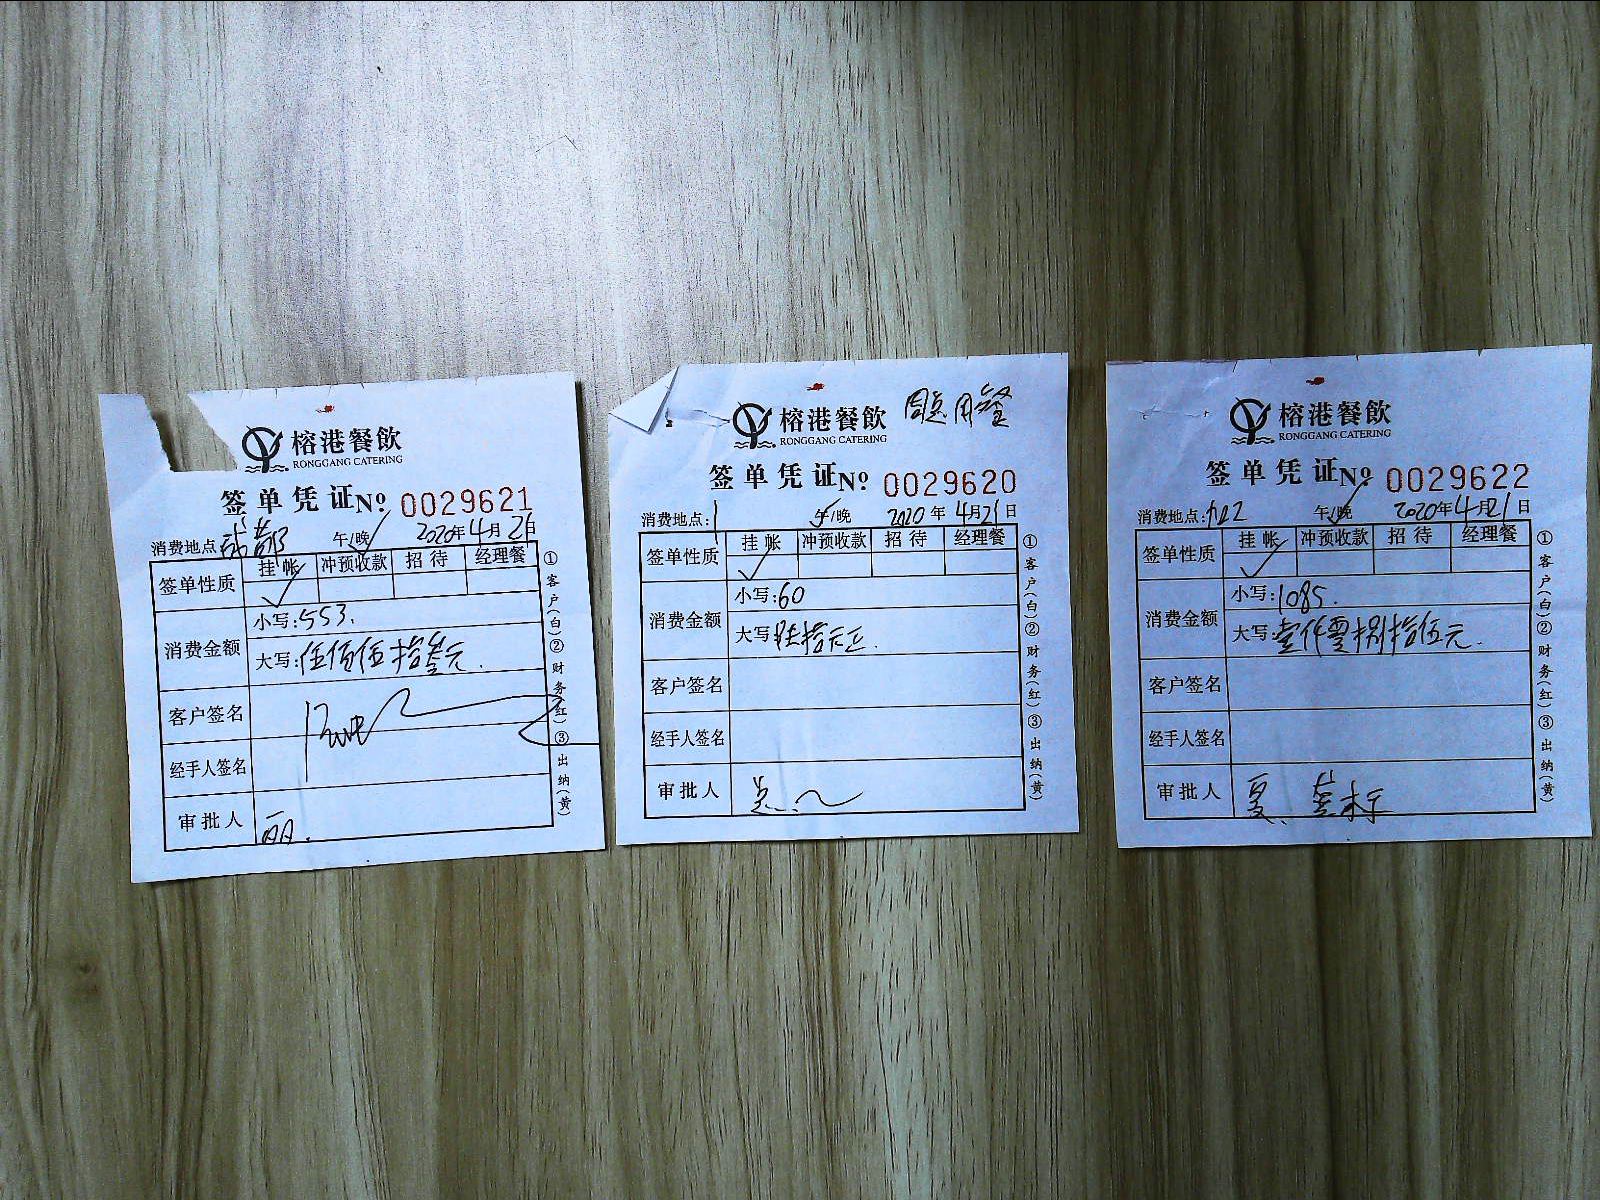 榕港餐飲
RONGGANG CATERING
签单凭证 № 0029621
消费地点: 成都 午/晚 2020年4月21日
签单性质 挂帐 冲预收款 招待 经理餐
消费金额 小写:553.
大写:伍佰伍拾叁元.
客户签名
经手人签名
审批人 丽.
①客户(白)②财务(红)③出纳(黄)
榕港餐飲 用餐
RONGGANG CATERING
签单凭证 № 0029620
消费地点: 1 午/晚 2020年4月21日
签单性质 挂帐 冲预收款 招待 经理餐
消费金额 小写:60
大写:陆拾元正.
客户签名
经手人签名
审批人
①客户(白)②财务(红)③出纳(黄)
榕港餐飲
RONGGANG CATERING
签单凭证 № 0029622
消费地点: 午/晚 2020年4月21日
签单性质 挂帐 冲预收款 招待 经理餐
消费金额 小写:1085.
大写:壹仟零捌拾伍元.
客户签名
经手人签名
审批人 夏
①客户(白)②财务(红)③出纳(黄)